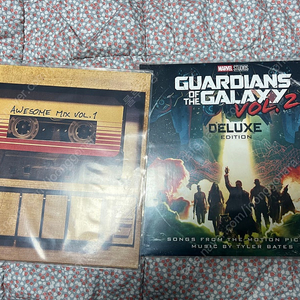 AWESOME MIX VOL. 1
MARVEL STUDIOS
GUARDIANS
OF THE GALAXY
VOL. 2
DELUXE
EDITION
SONGS FROM THE MOTION PIC
MUSIC BY TYLER BATES